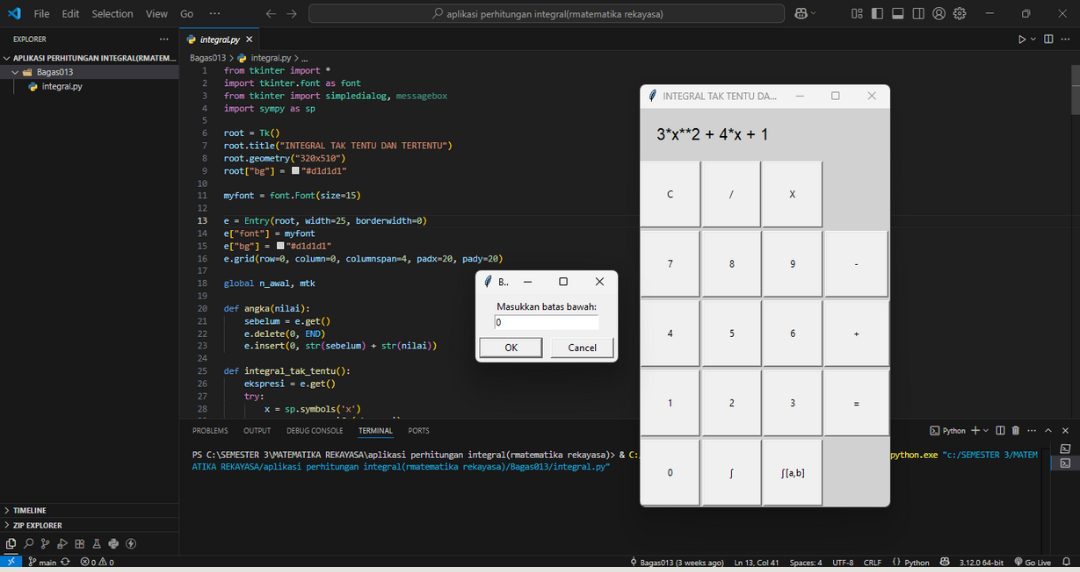 File Edit Selection View Go ··· aplikasi perhitungan integral(rmatematika rekayasa)
EXPLORER ···
APLIKASI PERHITUNGAN INTEGRAL(RMATEM...
Bagas013
integral.py
TIMELINE
ZIP EXPLORER
integral.py
Bagas013 > integral.py > ...
1 from tkinter import *
2 import tkinter.font as font
3 from tkinter import simpledialog, messagebox
4 import sympy as sp
5
6 root = Tk()
7 root.title("INTEGRAL TAK TENTU DAN TERTENTU")
8 root.geometry("320x510")
9 root["bg"] = "#d1d1d1"
10
11 myfont = font.Font(size=15)
12
13 e = Entry(root, width=25, borderwidth=0)
14 e["font"] = myfont
15 e["bg"] = "#d1d1d1"
16 e.grid(row=0, column=0, columnspan=4, padx=20, pady=20)
17
18 global n_awal, mtk
19
20 def angka(nilai):
21 sebelum = e.get()
22 e.delete(0, END)
23 e.insert(0, str(sebelum) + str(nilai))
24
25 def integral_tak_tentu():
26 ekspresi = e.get()
27 try:
28 x = sp.symbols('x')
B..
Masukkan batas bawah:
0
OK Cancel
INTEGRAL TAK TENTU DA...
3*x**2 + 4*x + 1
C / X
7 8 9 -
4 5 6 +
1 2 3 =
0 ∫ ∫[a,b]
PROBLEMS OUTPUT DEBUG CONSOLE TERMINAL PORTS
Python
PS C:\SEMESTER 3\MATEMATIKA REKAYASA\aplikasi perhitungan integral(rmatematika rekayasa)> & C:/ python.exe "c:/SEMESTER 3/MATEM
ATIKA REKAYASA/aplikasi perhitungan integral(rmatematika rekayasa)/Bagas013/integral.py"
main 0 0 Bagas013 (3 weeks ago) Ln 13, Col 41 Spaces: 4 UTF-8 CRLF { } Python 3.12.0 64-bit Go Live